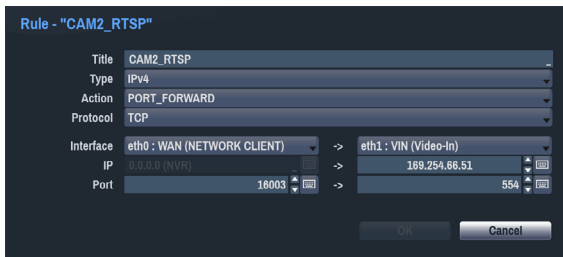 Rule - "CAM2_RTSP"
Title CAM2_RTSP
Type IPv4
Action PORT_FORWARD
Protocol TCP
Interface eth0 : WAN (NETWORK CLIENT) -> eth1 : VIN (Video-In)
IP 0.0.0.0 (NVR) -> 169.254.66.51
Port 16003 -> 554
OK Cancel